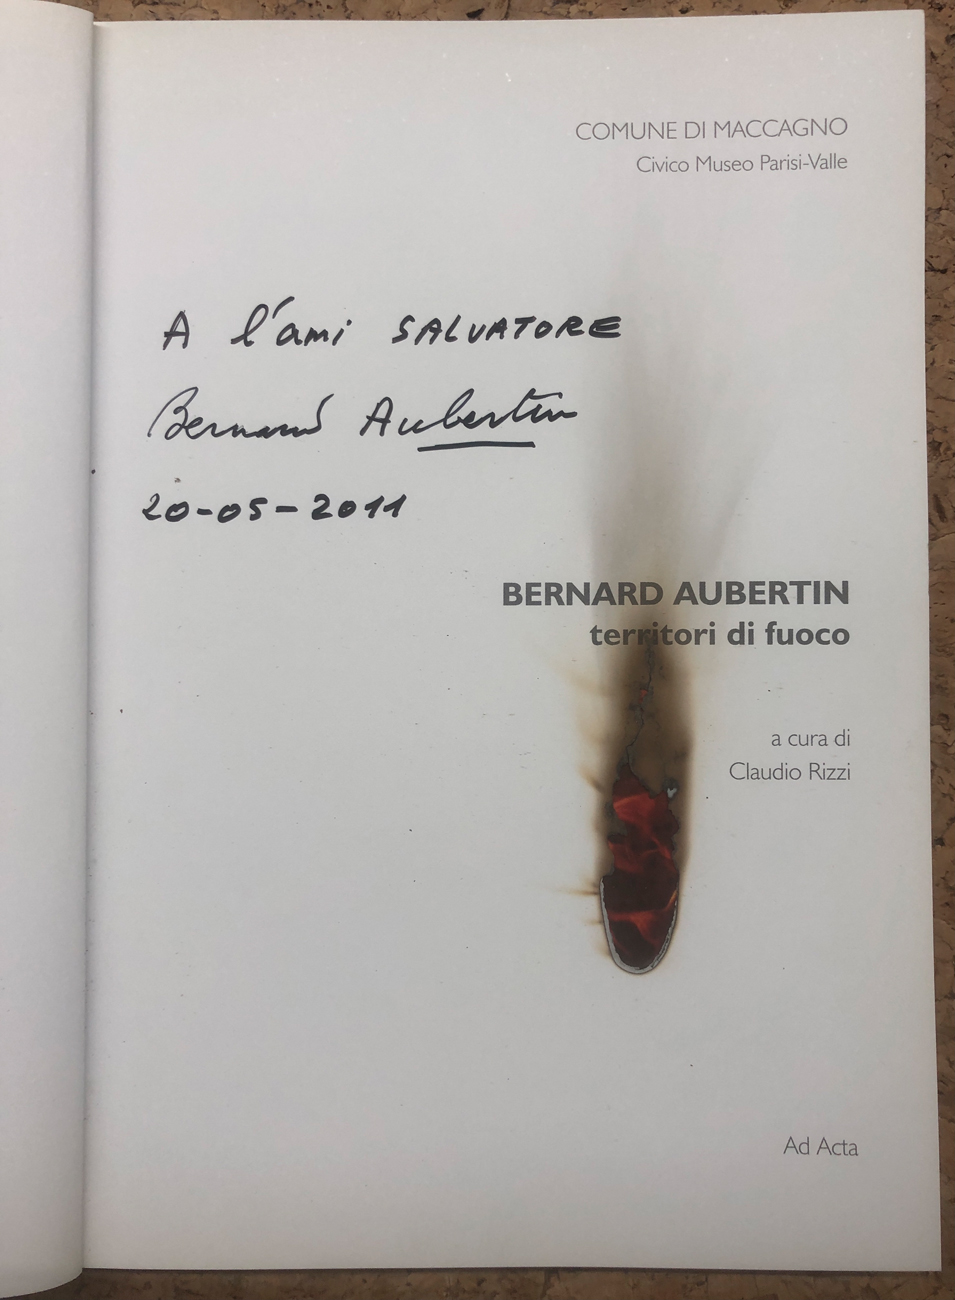 COMUNE DI MACCAGNO
Civico Museo Parisi-Valle
A l'ami SALVATORE
Bernard Aubertin
20-05-2011
BERNARD AUBERTIN
territori di fuoco
a cura di
Claudio Rizzi
Ad Acta